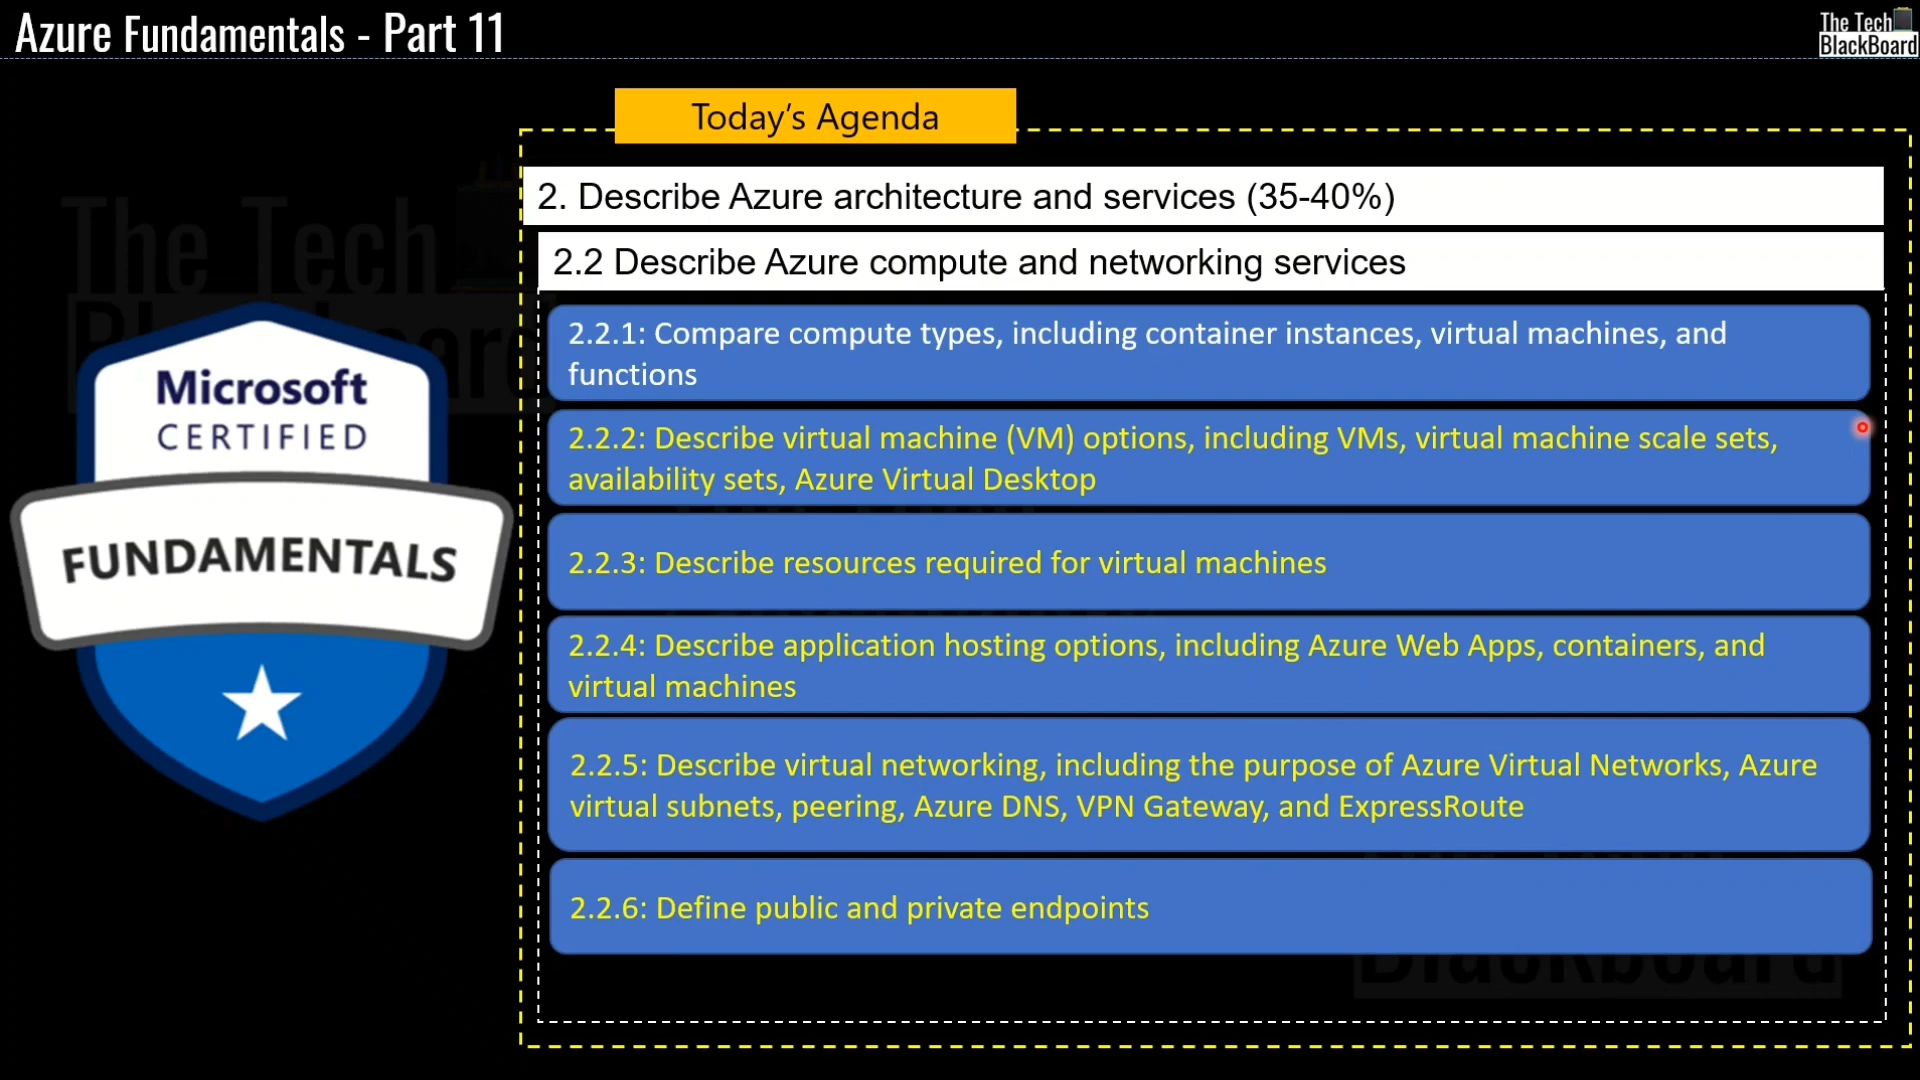 Azure Fundamentals - Part 11
The Tech
BlackBoard
Today's Agenda
2. Describe Azure architecture and services (35-40%)
2.2 Describe Azure compute and networking services
2.2.1: Compare compute types, including container instances, virtual machines, and
functions
2.2.2: Describe virtual machine (VM) options, including VMs, virtual machine scale sets,
availability sets, Azure Virtual Desktop
2.2.3: Describe resources required for virtual machines
2.2.4: Describe application hosting options, including Azure Web Apps, containers, and
virtual machines
2.2.5: Describe virtual networking, including the purpose of Azure Virtual Networks, Azure
virtual subnets, peering, Azure DNS, VPN Gateway, and ExpressRoute
2.2.6: Define public and private endpoints
The Tech
Microsoft
CERTIFIED
FUNDAMENTALS